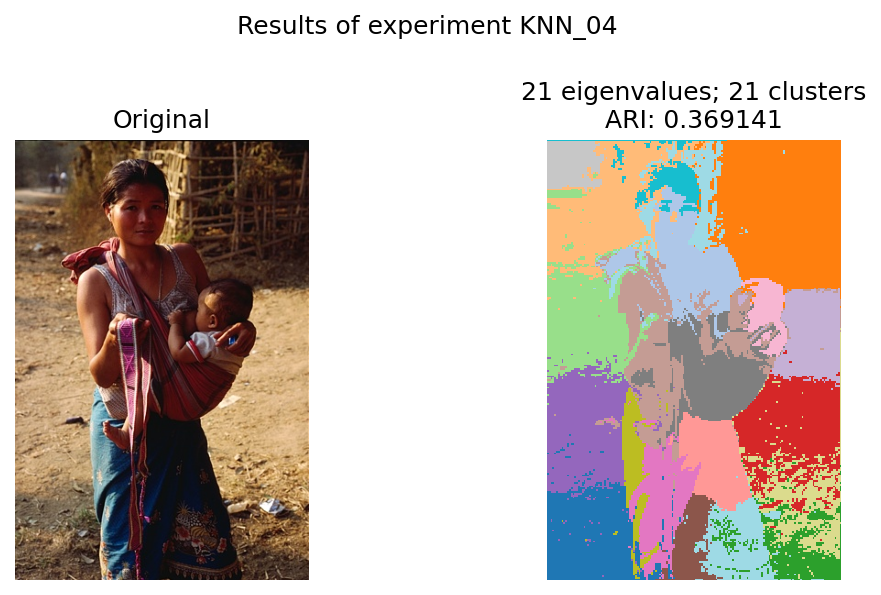 Results of experiment KNN_04
Original
21 eigenvalues; 21 clusters
ARI: 0.369141